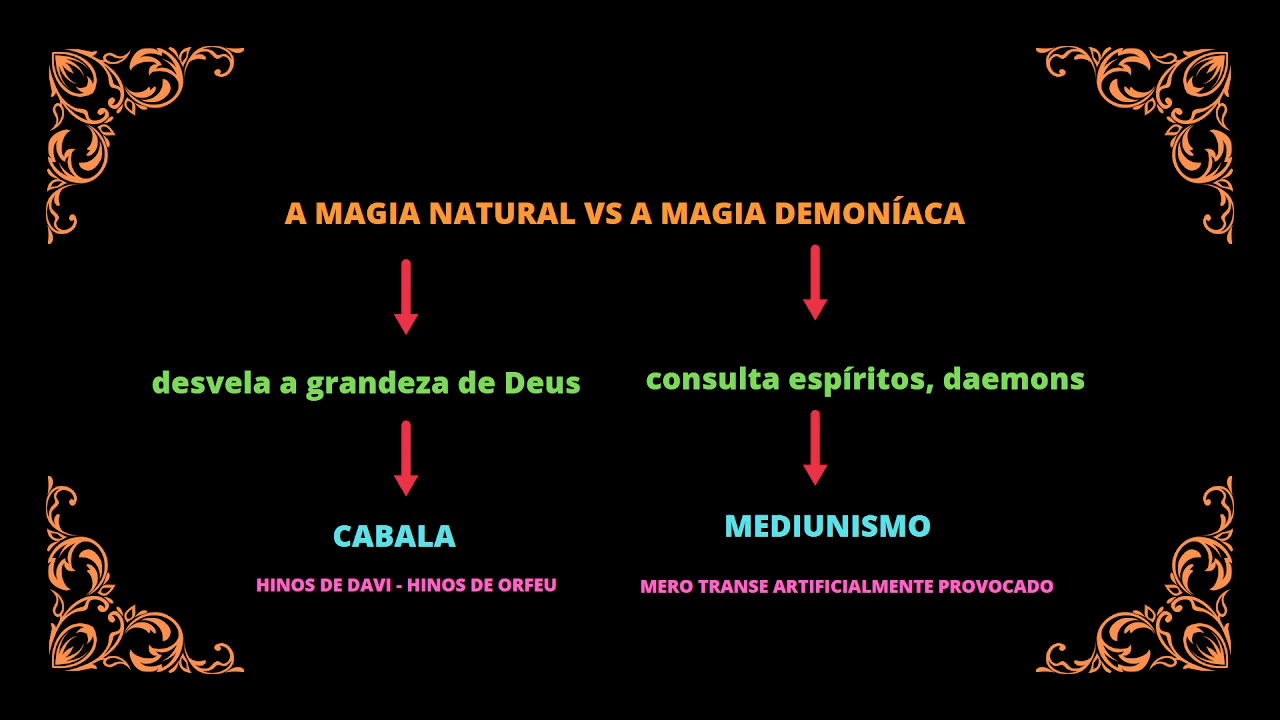 A MAGIA NATURAL VS A MAGIA DEMONÍACA
desvela a grandeza de Deus
consulta espíritos, daemons
CABALA
MEDIUNISMO
HINOS DE DAVI - HINOS DE ORFEU
MERO TRANSE ARTIFICIALMENTE PROVOCADO